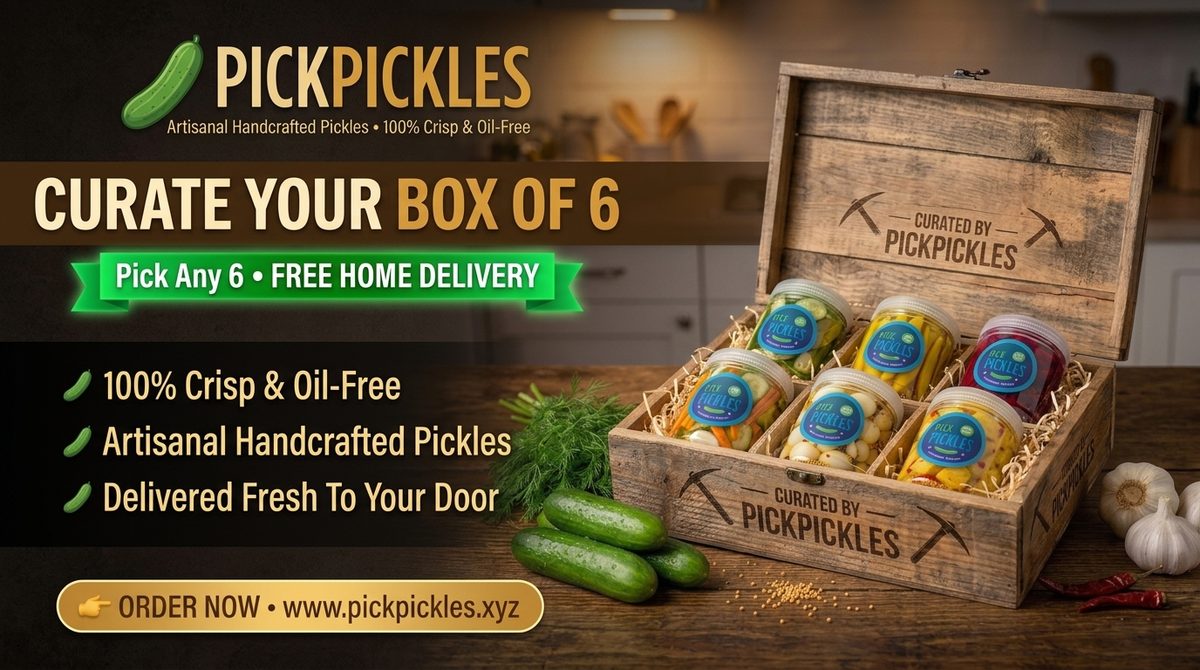 PICKPICKLES
Artisanal Handcrafted Pickles • 100% Crisp & Oil-Free
CURATE YOUR BOX OF 6
Pick Any 6 • FREE HOME DELIVERY
100% Crisp & Oil-Free
Artisanal Handcrafted Pickles
Delivered Fresh To Your Door
👉 ORDER NOW • www.pickpickles.xyz
CURATED BY
PICKPICKLES
PICKLES
PICKLES
PICKLES
PICKLES
PICKLES
PICKLES
CURATED BY
PICKPICKLES